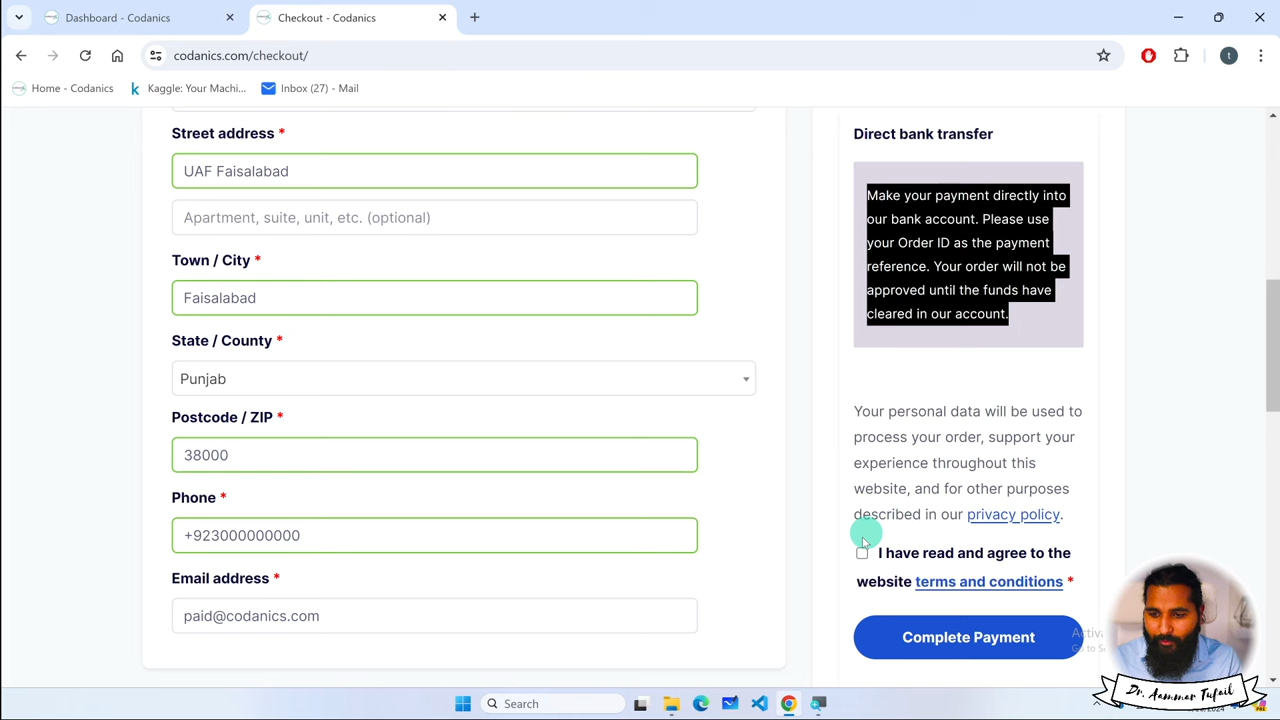 Dashboard - Codanics
Checkout - Codanics
codanics.com/checkout/
t
Home - Codanics
Kaggle: Your Machi...
Inbox (27) - Mail
Street address *
UAF Faisalabad
Apartment, suite, unit, etc. (optional)
Town / City *
Faisalabad
State / County *
Punjab
Postcode / ZIP *
38000
Phone *
+923000000000
Email address *
paid@codanics.com
Direct bank transfer
Make your payment directly into
our bank account. Please use
your Order ID as the payment
reference. Your order will not be
approved until the funds have
cleared in our account.
Your personal data will be used to
process your order, support your
experience throughout this
website, and for other purposes
described in our privacy policy.
I have read and agree to the
website terms and conditions *
Complete Payment
Activ
Go to Se
Search
Dr. Aammar Tufail